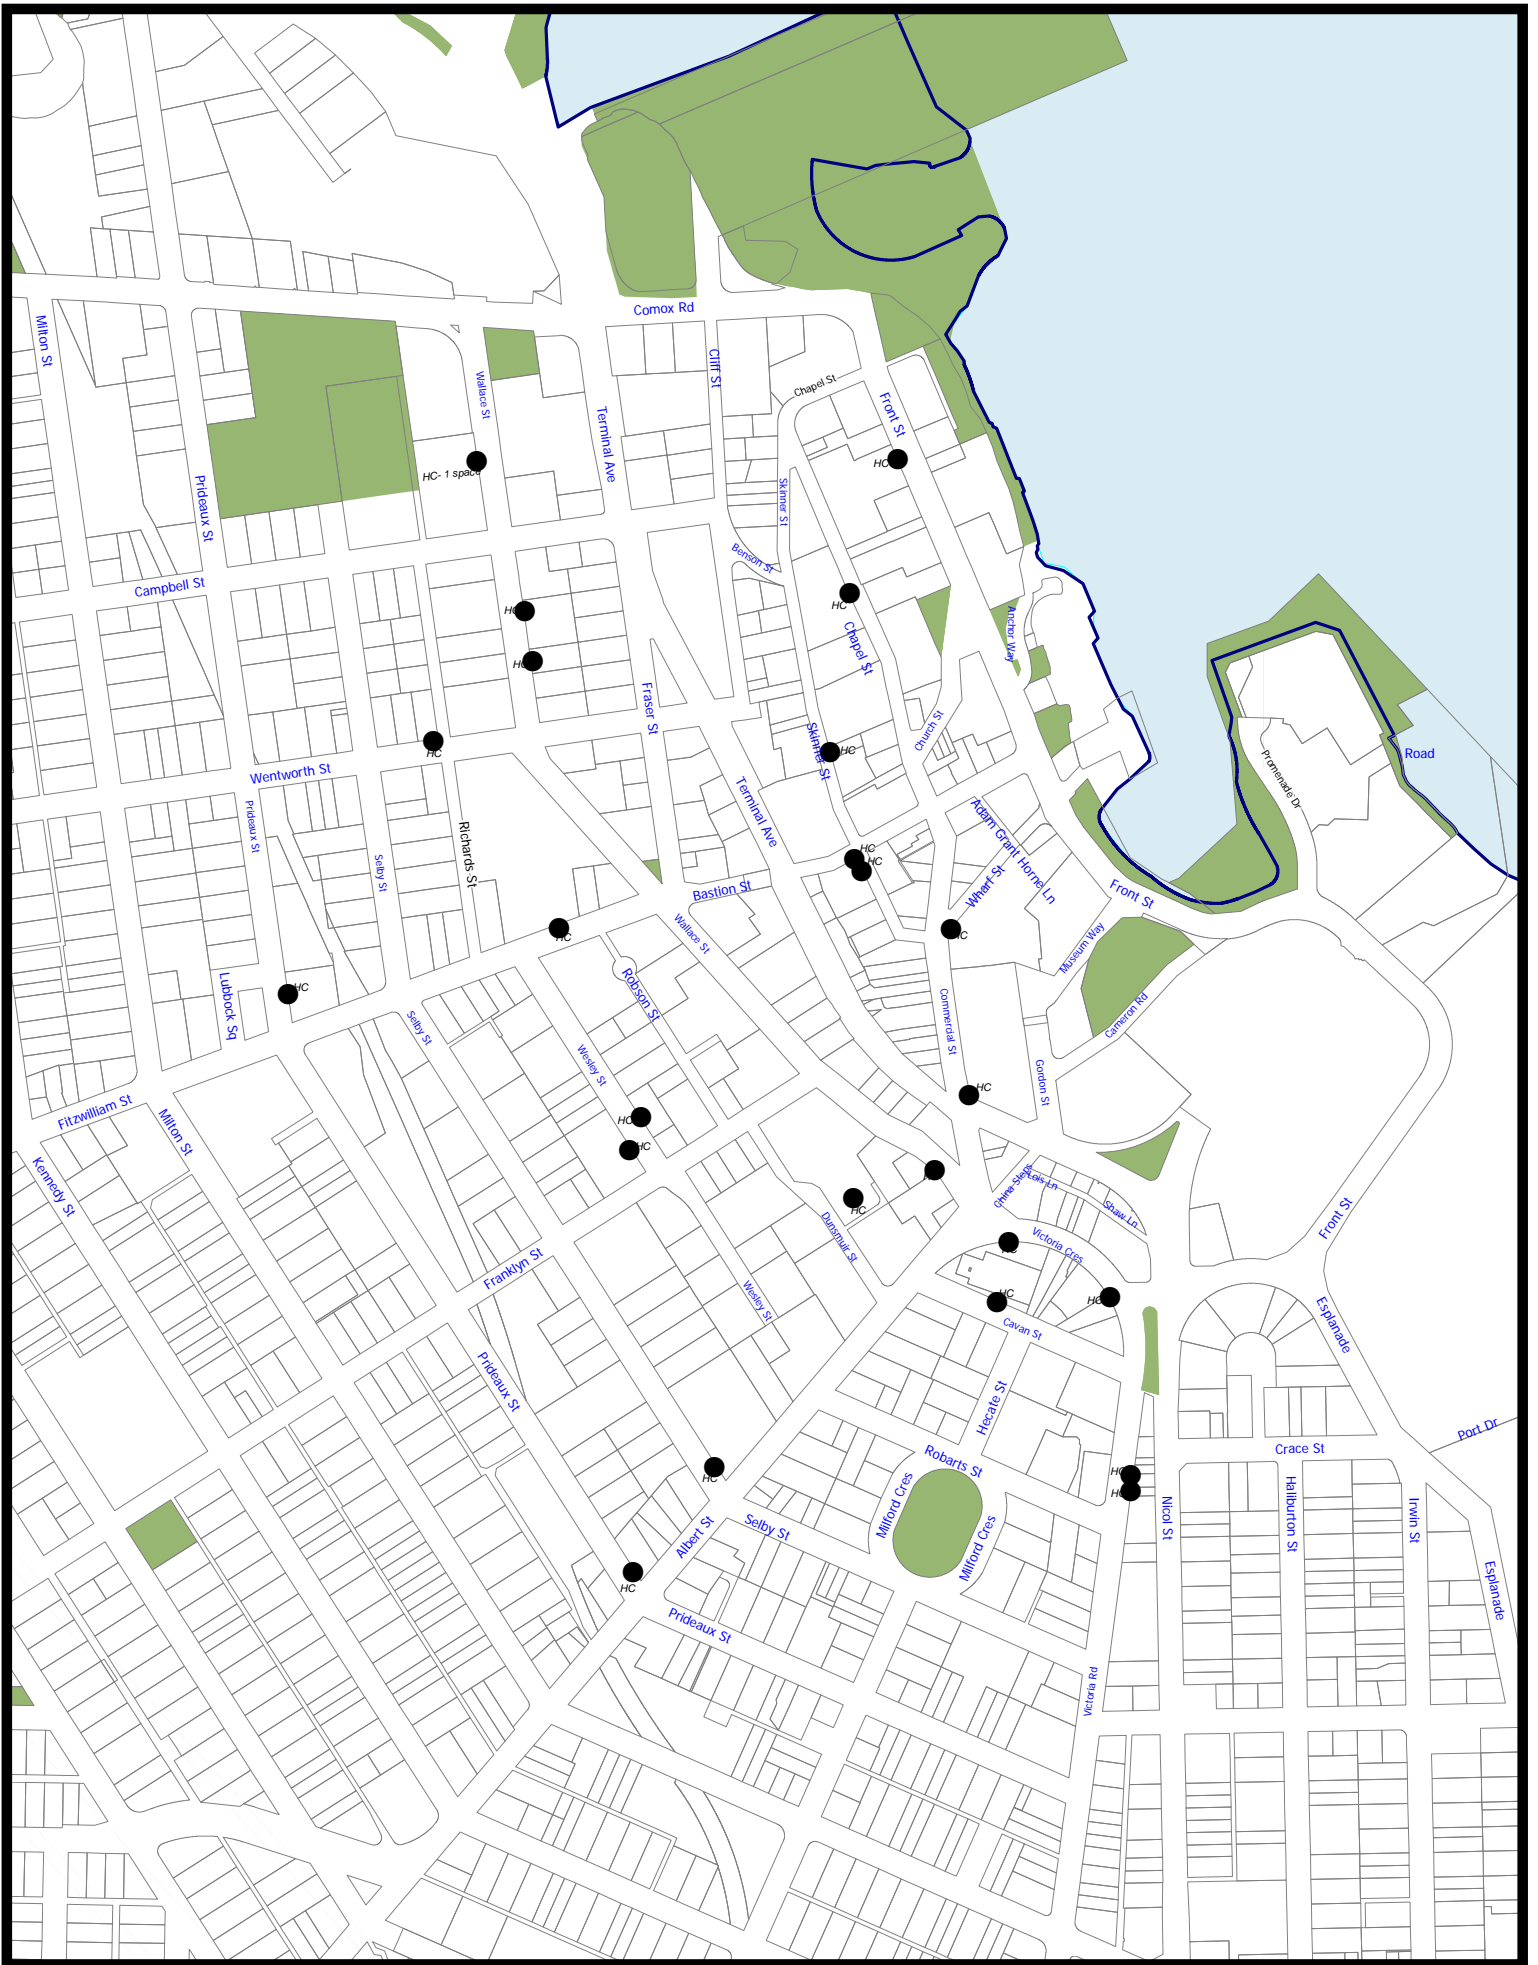 Comox Rd
Milton St
Cliff St
Wallace St
Chapel St
Front St
Terminal Ave
HC
HC- 1 space
Prideaux St
Skinner St
Benson St
Campbell St
HC
HC
Anchor Way
Chapel St
HC
Fraser St
Church St
Skinner St
HC
HC
Road
Promenade Dr
Wentworth St
Terminal Ave
Prideaux St
Richards St
Adam Grant Horne Ln
HC
HC
Selby St
Wharf St
Bastion St
Front St
HC
Wallace St
HC
Museum Way
Robson St
HC
Lubbock Sq
Cameron Rd
Commercial St
Selby St
Wesley St
Gordon St
HC
Fitzwilliam St
Milton St
HC
HC
Kennedy St
HC
China Steps
Lois Ln
HC
Shaw Ln
Dunsmuir St
Front St
Victoria Cres
HC
Franklyn St
Wesley St
HC
HC
Esplanade
Cavan St
Prideaux St
Hecate St
Port Dr
Crace St
Robarts St
HC
HC
HC
Milford Cres
Nicol St
Haliburton St
Irwin St
Selby St
Albert St
Milford Cres
HC
Esplanade
Prideaux St
Victoria Rd